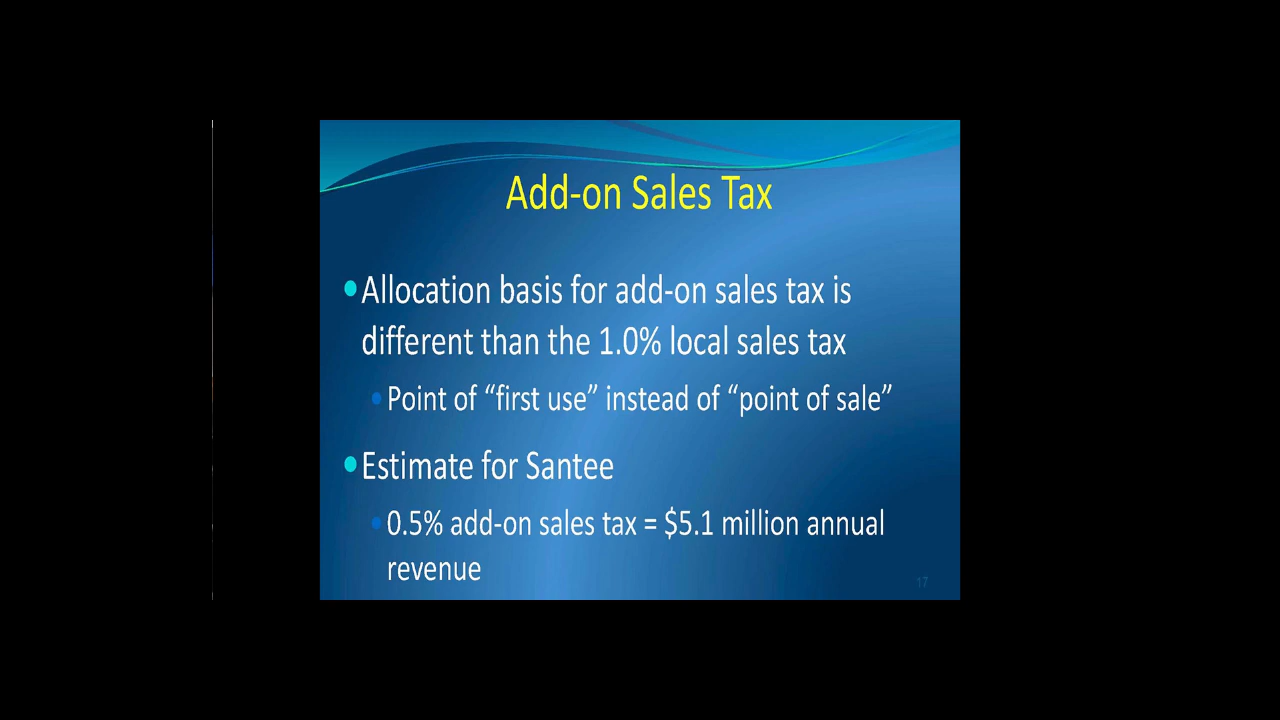 Add-on Sales Tax
•Allocation basis for add-on sales tax is
different than the 1.0% local sales tax
•Point of “first use” instead of “point of sale”
•Estimate for Santee
•0.5% add-on sales tax = $5.1 million annual
revenue
17